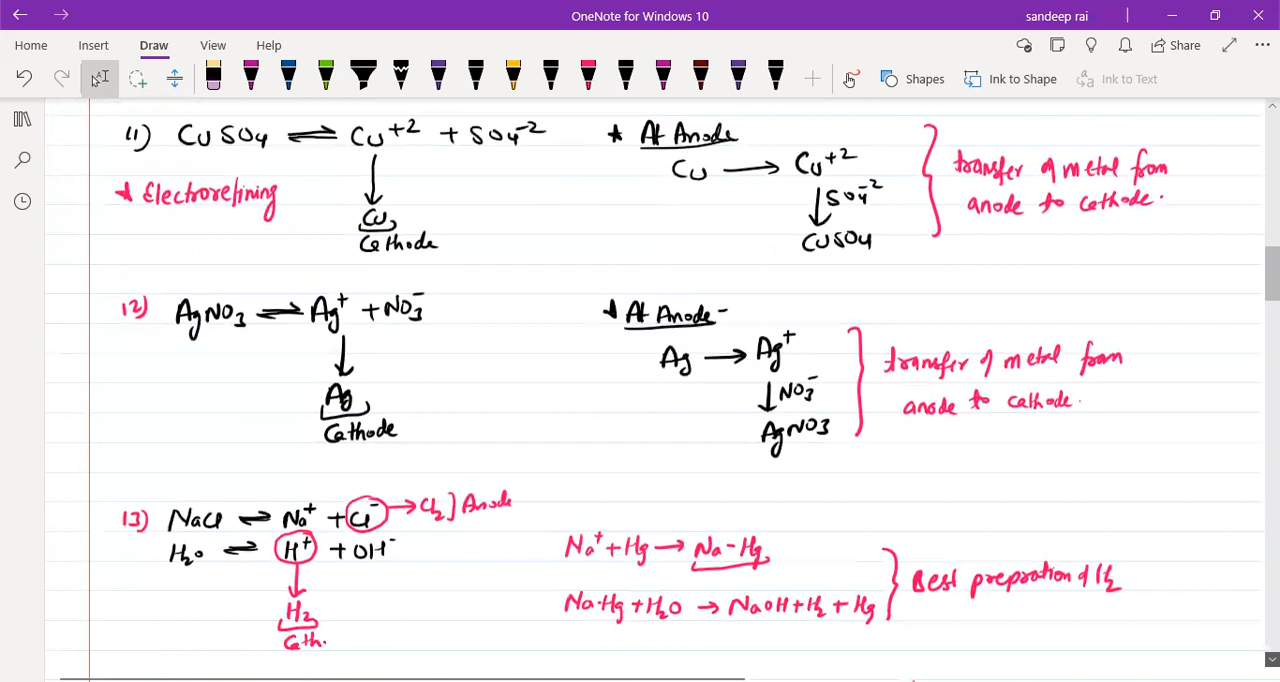 OneNote for Windows 10
sandeep rai
Home Insert Draw View Help
Share
Shapes Ink to Shape Ink to Text
11) CuSO4 ⇌ Cu+2 + SO4-2
★ Electrorefining
↓
Cu
Cathode
★ At Anode
Cu → Cu+2
↓ SO4-2
CuSO4
transfer of metal from
anode to cathode.
12) AgNO3 ⇌ Ag+ + NO3-
↓
Ag
Cathode
★ At Anode-
Ag → Ag+
↓ NO3-
AgNO3
transfer of metal from
anode to cathode.
13) NaCl ⇌ Na+ + Cl- → Cl2] Anode
H2O ⇌ H+ + OH-
↓
H2
Cath.
Na+ + Hg → Na-Hg
Na-Hg + H2O → NaOH + H2 + Hg
Best prepration of H2